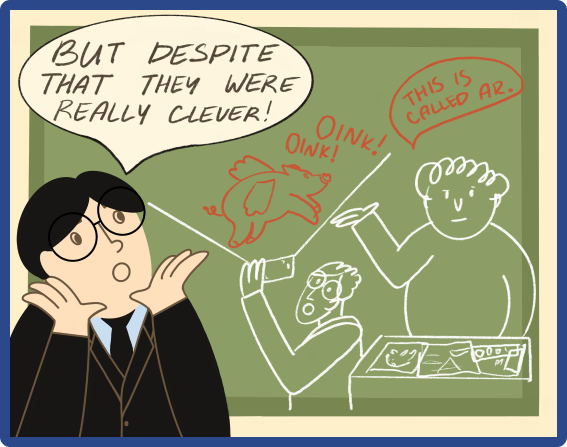 BUT DESPITE
THAT THEY WERE
REALLY CLEVER!
OINK!
OINK!
THIS IS
CALLED AR.